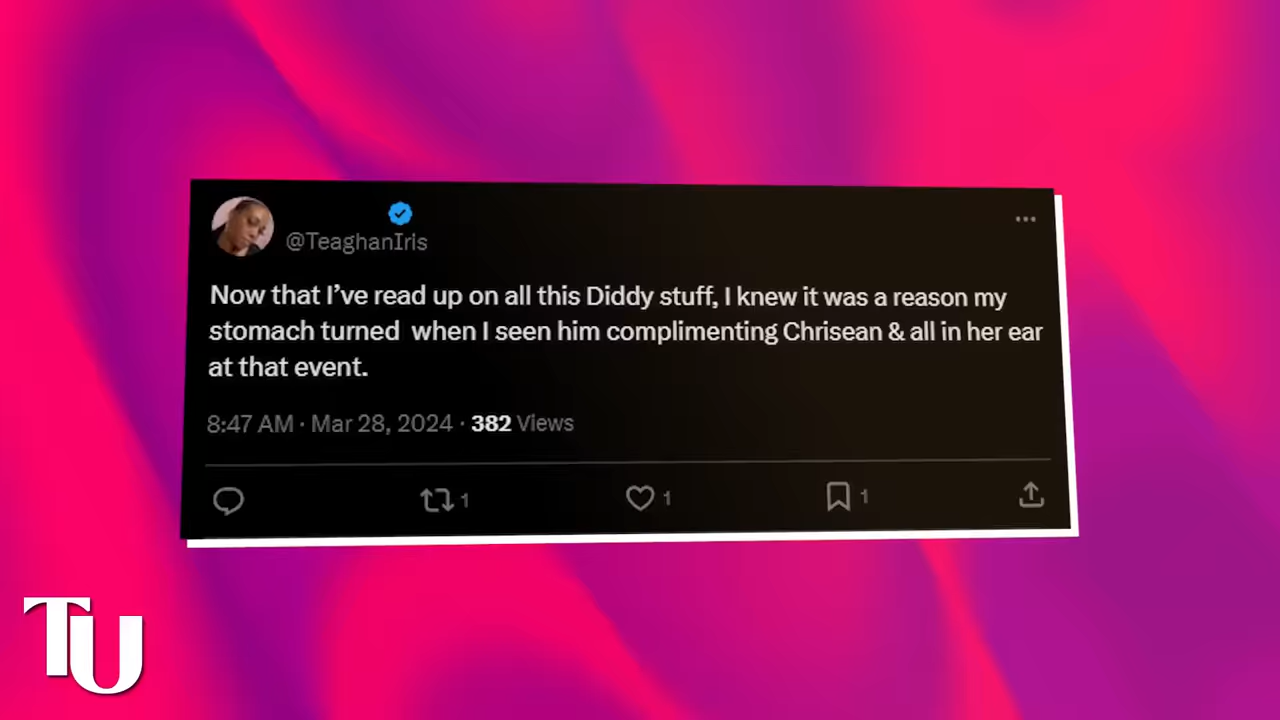 @TeaghanIris
Now that I’ve read up on all this Diddy stuff, I knew it was a reason my
stomach turned  when I seen him complimenting Chrisean & all in her ear
at that event.
8:47 AM · Mar 28, 2024 · 382 Views
1 1 1
TU